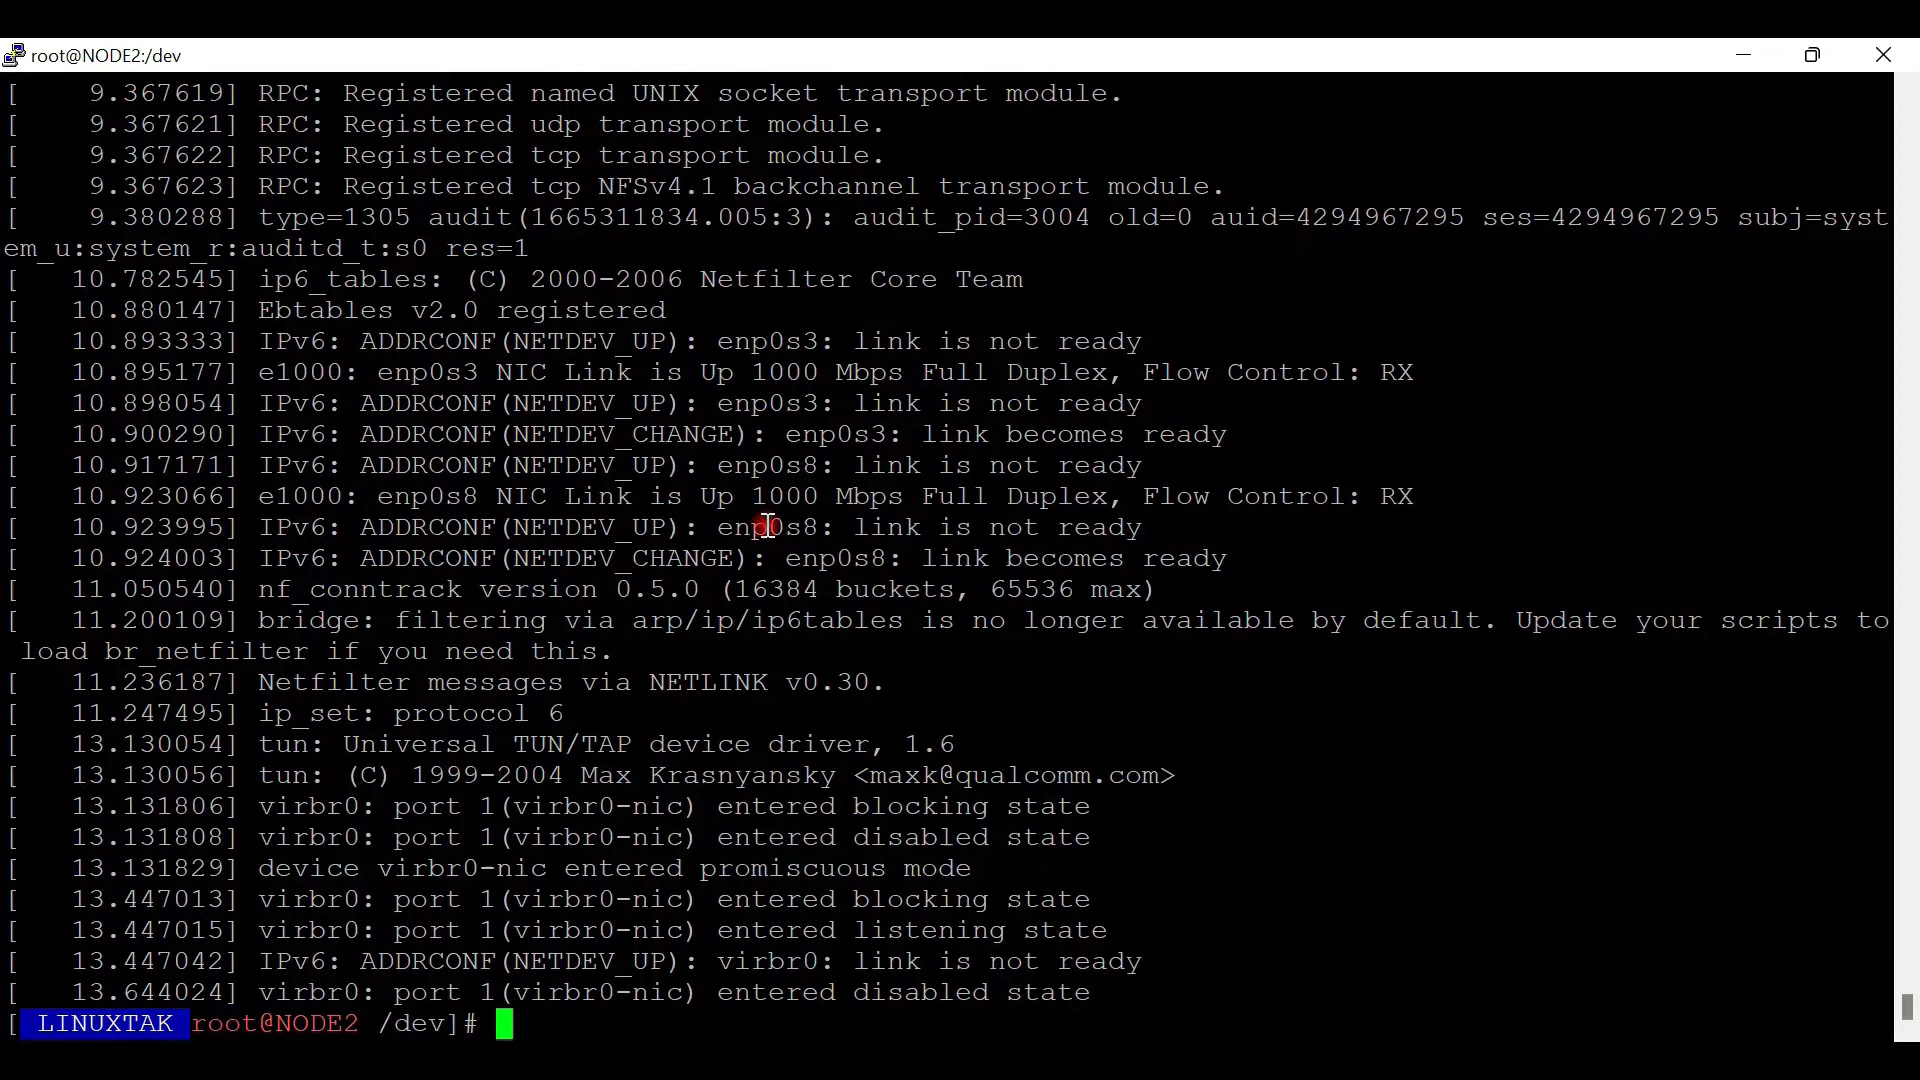 root@NODE2:/dev
[    9.367619] RPC: Registered named UNIX socket transport module.
[    9.367621] RPC: Registered udp transport module.
[    9.367622] RPC: Registered tcp transport module.
[    9.367623] RPC: Registered tcp NFSv4.1 backchannel transport module.
[    9.380288] type=1305 audit(1665311834.005:3): audit_pid=3004 old=0 auid=4294967295 ses=4294967295 subj=syst
em_u:system_r:auditd_t:s0 res=1
[   10.782545] ip6_tables: (C) 2000-2006 Netfilter Core Team
[   10.880147] Ebtables v2.0 registered
[   10.893333] IPv6: ADDRCONF(NETDEV_UP): enp0s3: link is not ready
[   10.895177] e1000: enp0s3 NIC Link is Up 1000 Mbps Full Duplex, Flow Control: RX
[   10.898054] IPv6: ADDRCONF(NETDEV_UP): enp0s3: link is not ready
[   10.900290] IPv6: ADDRCONF(NETDEV_CHANGE): enp0s3: link becomes ready
[   10.917171] IPv6: ADDRCONF(NETDEV_UP): enp0s8: link is not ready
[   10.923066] e1000: enp0s8 NIC Link is Up 1000 Mbps Full Duplex, Flow Control: RX
[   10.923995] IPv6: ADDRCONF(NETDEV_UP): enp0s8: link is not ready
[   10.924003] IPv6: ADDRCONF(NETDEV_CHANGE): enp0s8: link becomes ready
[   11.050540] nf_conntrack version 0.5.0 (16384 buckets, 65536 max)
[   11.200109] bridge: filtering via arp/ip/ip6tables is no longer available by default. Update your scripts to
 load br_netfilter if you need this.
[   11.236187] Netfilter messages via NETLINK v0.30.
[   11.247495] ip_set: protocol 6
[   13.130054] tun: Universal TUN/TAP device driver, 1.6
[   13.130056] tun: (C) 1999-2004 Max Krasnyansky <maxk@qualcomm.com>
[   13.131806] virbr0: port 1(virbr0-nic) entered blocking state
[   13.131808] virbr0: port 1(virbr0-nic) entered disabled state
[   13.131829] device virbr0-nic entered promiscuous mode
[   13.447013] virbr0: port 1(virbr0-nic) entered blocking state
[   13.447015] virbr0: port 1(virbr0-nic) entered listening state
[   13.447042] IPv6: ADDRCONF(NETDEV_UP): virbr0: link is not ready
[   13.644024] virbr0: port 1(virbr0-nic) entered disabled state
[ LINUXTAK root@NODE2 /dev]#